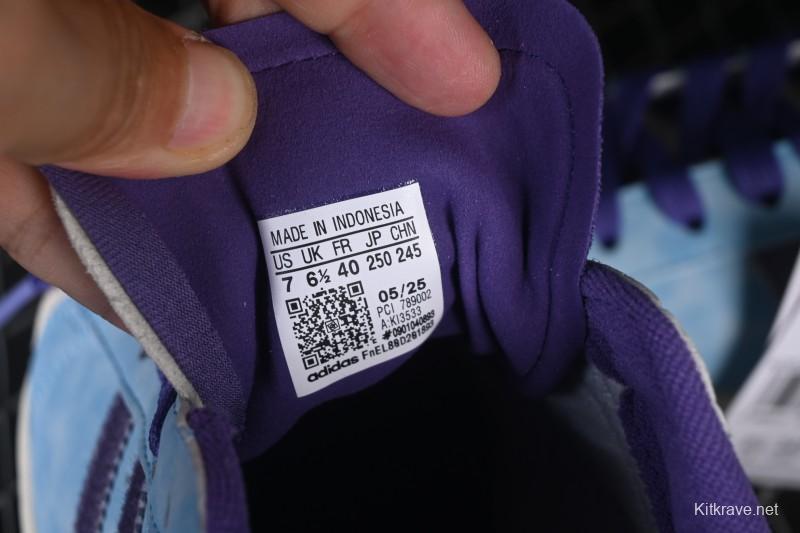 MADE IN INDONESIA
US UK FR JP CHN
7 6½ 40 250 245
05/25
PCI 789002
A:KI3533
#0901040893
adidas FnEL88D281893
Kitkrave.net